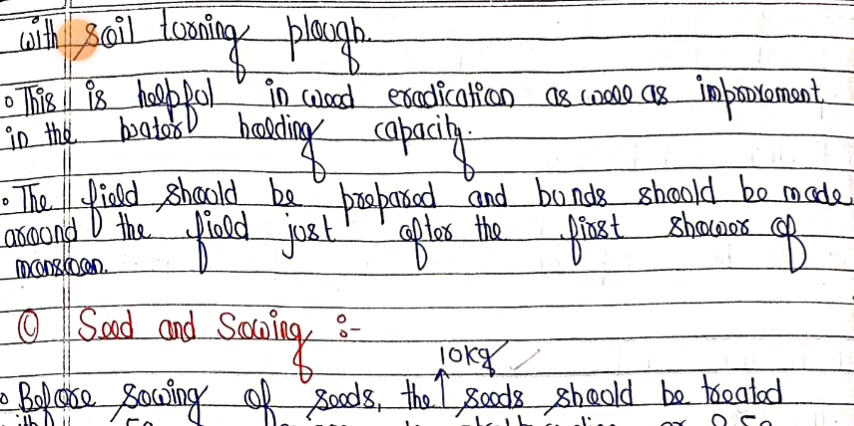 with soil turning plough.
• This is helpful in weed eradication as well as improvement
in the water holding capacity.
• The field should be prepared and bunds should be made
around the field just after the first shower of
monsoon.
© Seed and Sowing :-
10kg
• Before sowing of seeds, the ↑ seeds should be treated